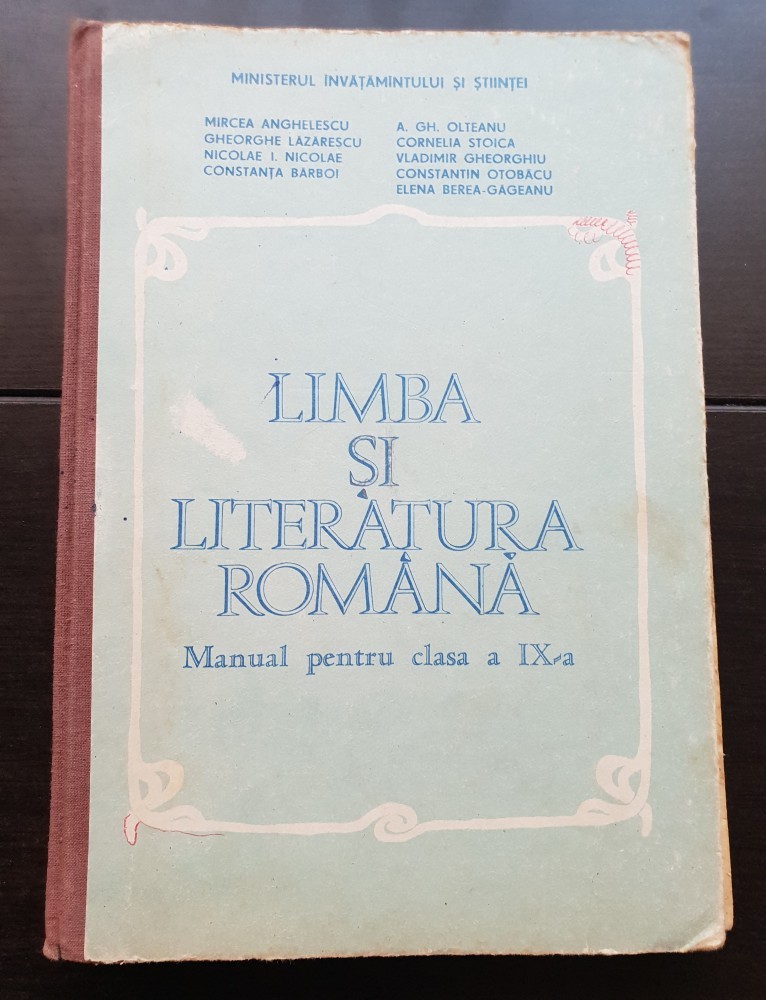 MINISTERUL ÎNVĂȚĂMÎNTULUI ȘI ȘTIINȚEI
MIRCEA ANGHELESCU
GHEORGHE LĂZĂRESCU
NICOLAE I. NICOLAE
CONSTANȚA BĂRBOI
A. GH. OLTEANU
CORNELIA STOICA
VLADIMIR GHEORGHIU
CONSTANTIN OTOBÂCU
ELENA BEREA-GĂGEANU
LIMBA
ȘI
LITERATURA
ROMÂNĂ
Manual pentru clasa a IX-a